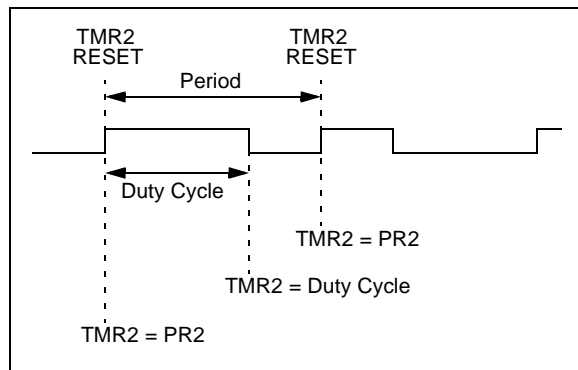 TMR2
RESET
TMR2
RESET
Period
Duty Cycle
TMR2 = PR2
TMR2 = Duty Cycle
TMR2 = PR2